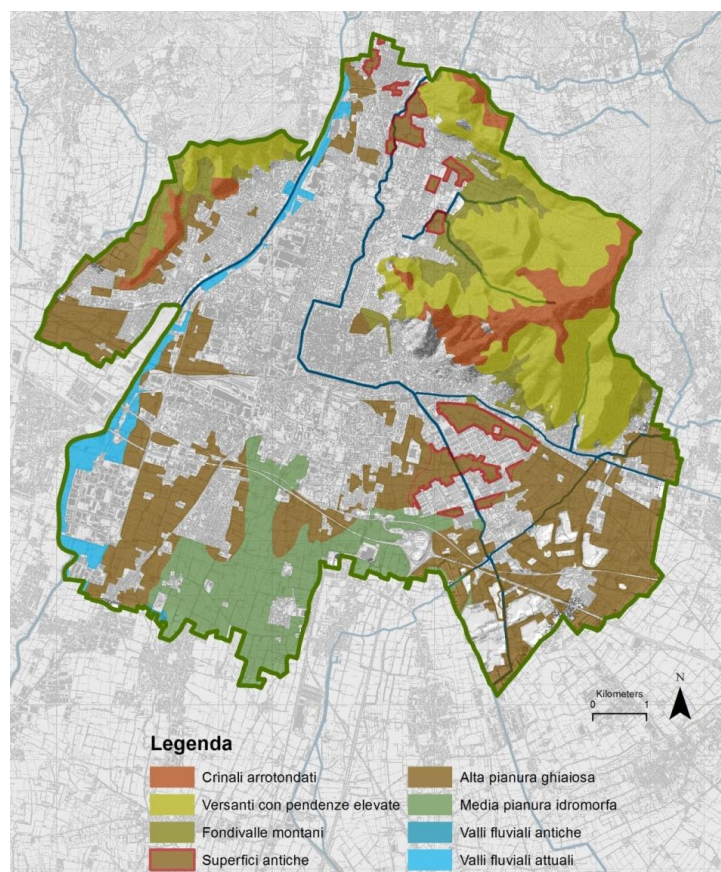 N
Kilometers
0 1
Legenda
Crinali arrotondati
Versanti con pendenze elevate
Fondivalle montani
Superfici antiche
Alta pianura ghiaiosa
Media pianura idromorfa
Valli fluviali antiche
Valli fluviali attuali